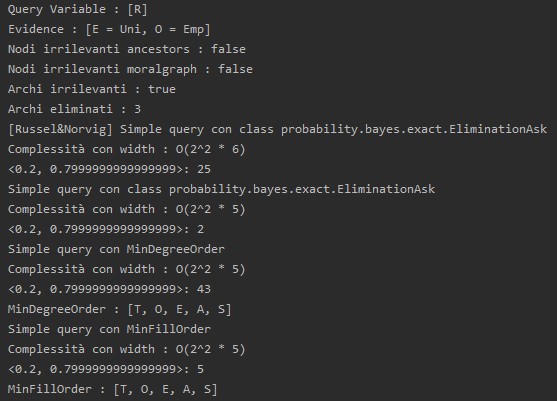 Query Variable : [R]
Evidence : [E = Uni, O = Emp]
Nodi irrilevanti ancestors : false
Nodi irrilevanti moralgraph : false
Archi irrilevanti : true
Archi eliminati : 3
[Russel&Norvig] Simple query con class probability.bayes.exact.EliminationAsk
Complessità con width : O(2^2 * 6)
<0.2, 0.7999999999999999>: 25
Simple query con class probability.bayes.exact.EliminationAsk
Complessità con width : O(2^2 * 5)
<0.2, 0.7999999999999999>: 2
Simple query con MinDegreeOrder
Complessità con width : O(2^2 * 5)
<0.2, 0.7999999999999999>: 43
MinDegreeOrder : [T, O, E, A, S]
Simple query con MinFillOrder
Complessità con width : O(2^2 * 5)
<0.2, 0.7999999999999999>: 5
MinFillOrder : [T, O, E, A, S]